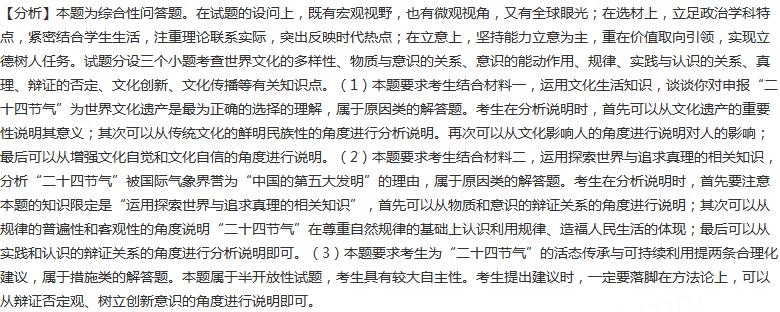 【分析】本题为综合性问答题。在试题的设问上，既有宏观视野，也有微观视角，又有全球眼光；在选材上，立足政治学科特
点，紧密结合学生生活，注重理论联系实际，突出反映时代热点；在立意上，坚持能力立意为主，重在价值取向引领，实现立
德树人任务。试题分设三个小题考查世界文化的多样性、物质与意识的关系、意识的能动作用、规律、实践与认识的关系、真
理、辩证的否定、文化创新、文化传播等有关知识点。（1）本题要求考生结合材料一，运用文化生活知识，谈谈你对申报“二
十四节气”为世界文化遗产是最为正确的选择的理解，属于原因类的解答题。考生在分析说明时，首先可以从文化遗产的重要
性说明其意义；其次可以从传统文化的鲜明民族性的角度进行分析说明。再次可以从文化影响人的角度进行说明对人的影响；
最后可以从增强文化自觉和文化自信的角度进行说明。（2）本题要求考生结合材料二，运用探索世界与追求真理的相关知识，
分析“二十四节气”被国际气象界誉为“中国的第五大发明”的理由，属于原因类的解答题。考生在分析说明时，首先要注意
本题的知识限定是“运用探索世界与追求真理的相关知识”，首先可以从物质和意识的辩证关系的角度进行说明；其次可以从
规律的普遍性和客观性的角度说明“二十四节气”在尊重自然规律的基础上认识利用规律、造福人民生活的体现；最后可以从
实践和认识的辩证关系的角度进行分析说明即可。（3）本题要求考生为“二十四节气”的活态传承与可持续利用提两条合理化
建议，属于措施类的解答题。本题属于半开放性试题，考生具有较大自主性。考生提出建议时，一定要落脚在方法论上，可以
从辩证否定观、树立创新意识的角度进行说明即可。